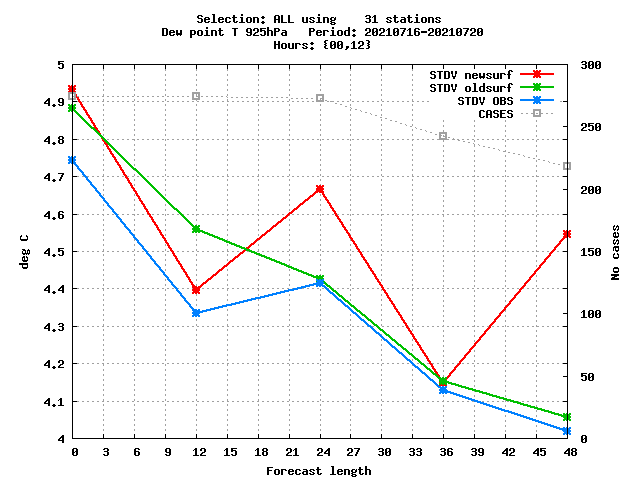 Selection: ALL using    31 stations
Dew point T 925hPa   Period: 20210716-20210720
Hours: {00,12}
STDV newsurf
STDV oldsurf
STDV OBS
CASES
deg C
5
4.9
4.8
4.7
4.6
4.5
4.4
4.3
4.2
4.1
4
300
250
200
150
100
50
0
No cases
0 3 6 9 12 15 18 21 24 27 30 33 36 39 42 45 48
Forecast length